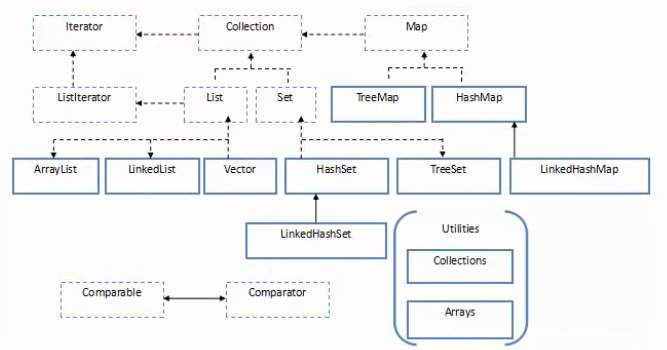 Iterator
Collection
Map
ListIterator
List
Set
TreeMap
HashMap
ArrayList
LinkedList
Vector
HashSet
TreeSet
LinkedHashMap
LinkedHashSet
Utilities
Collections
Comparable
Comparator
Arrays